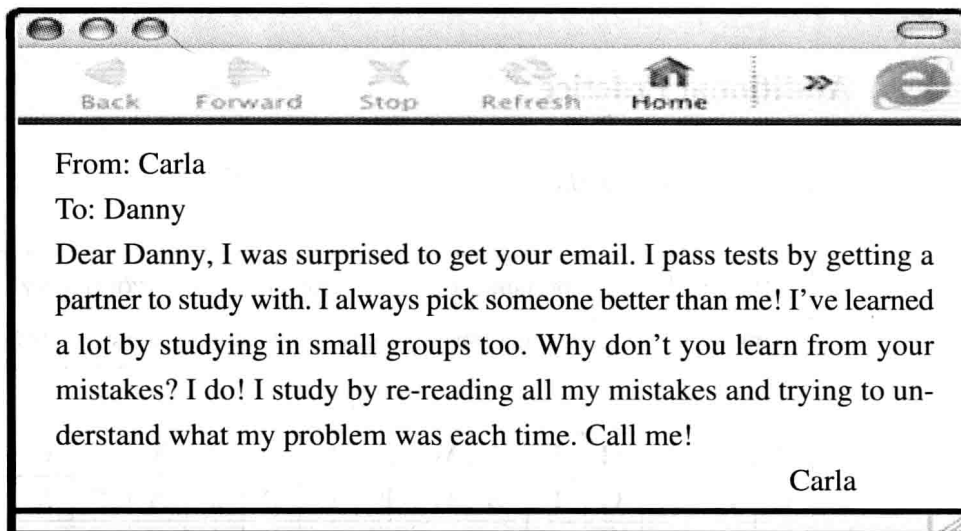 Back Forward Stop Refresh Home »
From: Carla
To: Danny
Dear Danny, I was surprised to get your email. I pass tests by getting a
partner to study with. I always pick someone better than me! I've learned
a lot by studying in small groups too. Why don't you learn from your
mistakes? I do! I study by re-reading all my mistakes and trying to un-
derstand what my problem was each time. Call me!
Carla